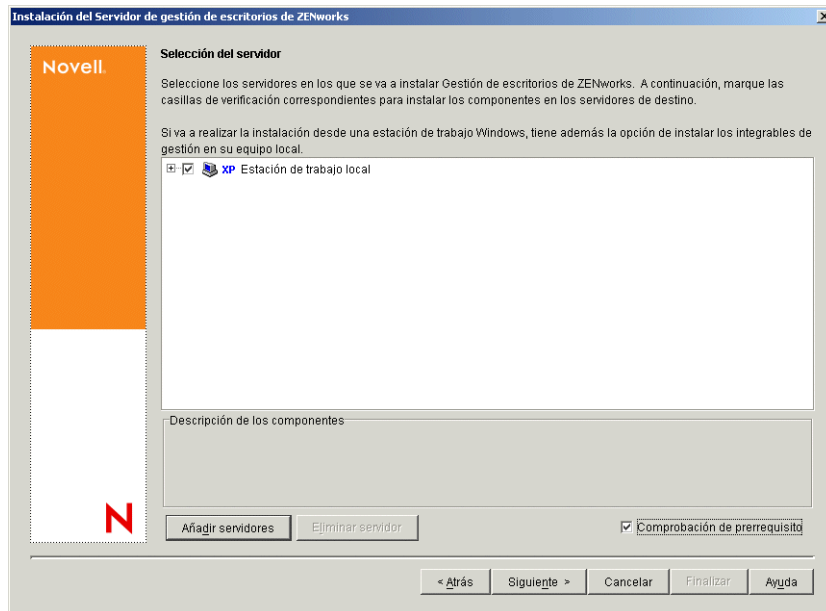 Instalación del Servidor de gestión de escritorios de ZENworks
Novell.
Selección del servidor
Seleccione los servidores en los que se va a instalar Gestión de escritorios de ZENworks. A continuación, marque las
casillas de verificación correspondientes para instalar los componentes en los servidores de destino.
Si va a realizar la instalación desde una estación de trabajo Windows, tiene además la opción de instalar los integrables de
gestión en su equipo local.
XP Estación de trabajo local
Descripción de los componentes
N
Añadir servidores
Eliminar servidor
Comprobación de prerrequisito
< Atrás
Siguiente >
Cancelar
Finalizar
Ayuda